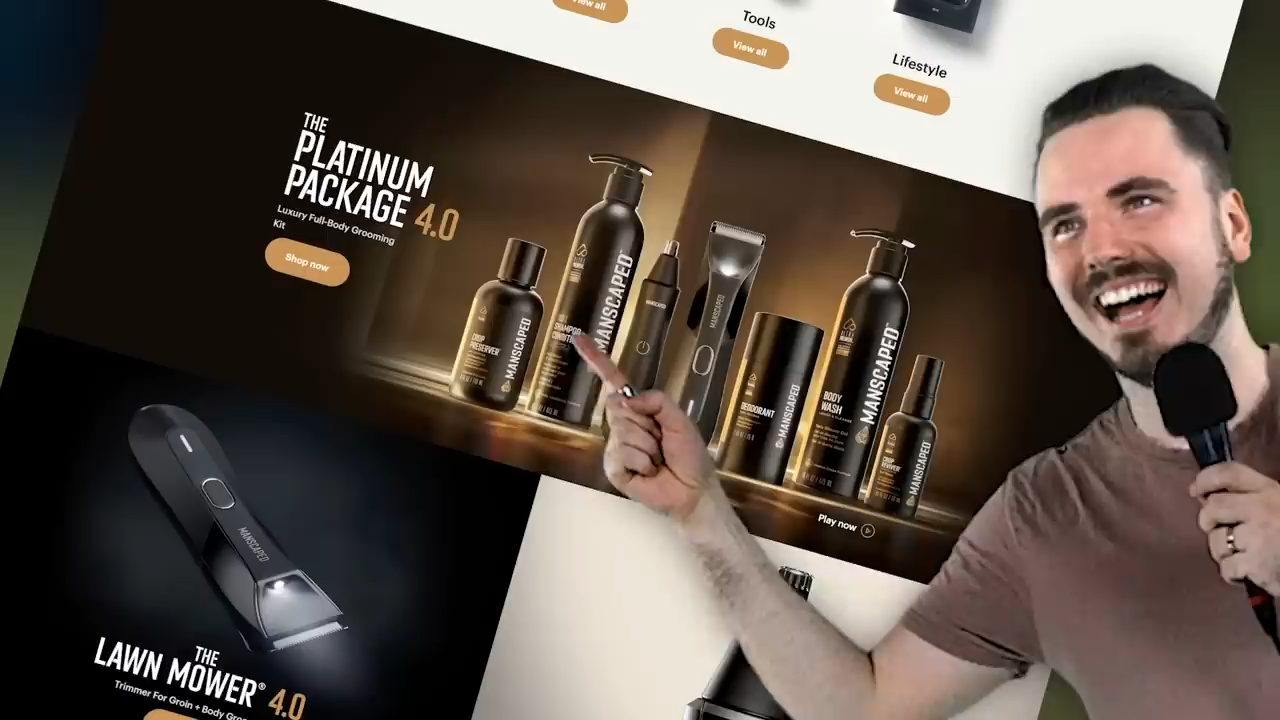 View all
Tools
View all
Lifestyle
View all
THE
PLATINUM
PACKAGE 4.0
Luxury Full-Body Grooming
Kit
Shop now
CROP
PRESERVER
MANSCAPED
SHAMPOO
MANSCAPED
MANSCAPED
MANSCAPED
DEODORANT
MANSCAPED
BODY
WASH
MANSCAPED
CROP
REVIVER
MANSCAPED
Play now
MANSCAPED
THE
LAWN MOWER® 4.0
Trimmer For Groin + Body